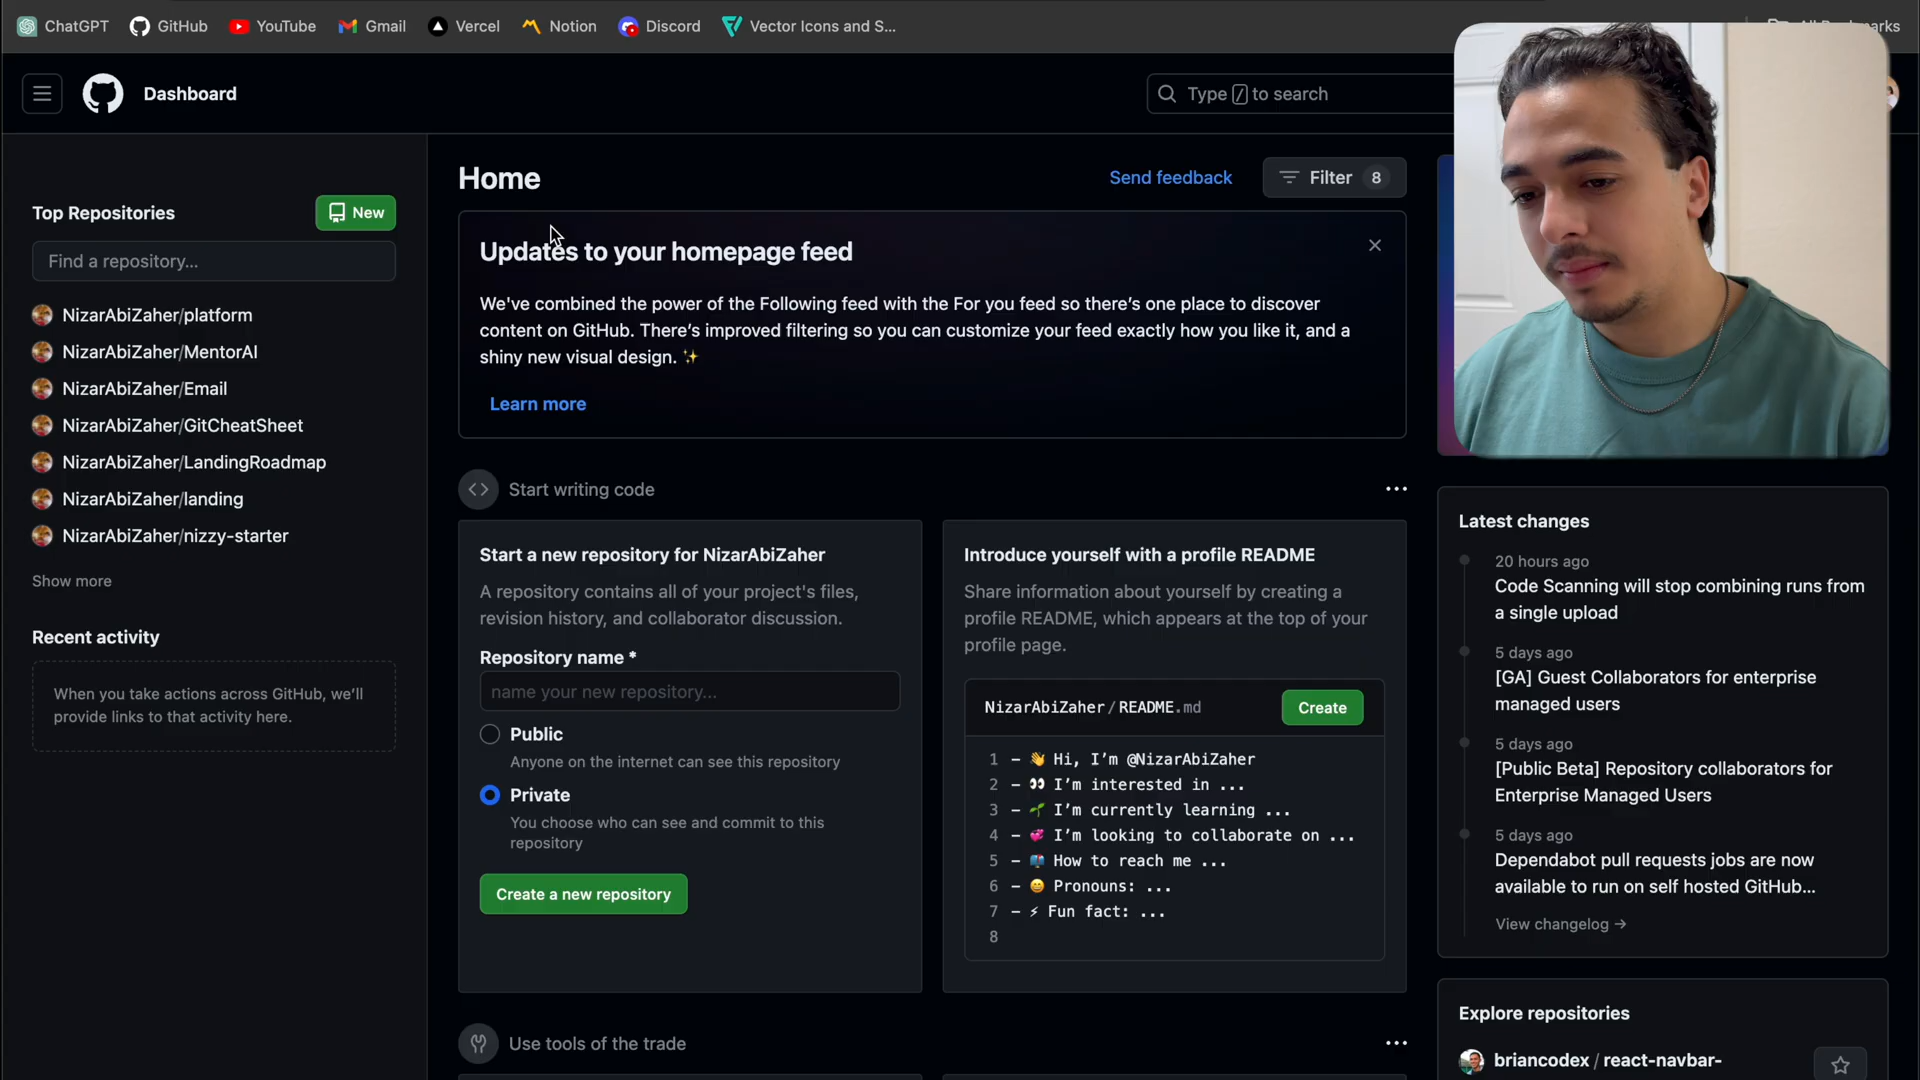 ChatGPT GitHub YouTube Gmail Vercel Notion Discord Vector Icons and S...
Dashboard
Type / to search
Top Repositories
New
Find a repository...
NizarAbiZaher/platform
NizarAbiZaher/MentorAI
NizarAbiZaher/Email
NizarAbiZaher/GitCheatSheet
NizarAbiZaher/LandingRoadmap
NizarAbiZaher/landing
NizarAbiZaher/nizzy-starter
Show more
Recent activity
When you take actions across GitHub, we'll
provide links to that activity here.
Home
Send feedback
Filter 8
Updates to your homepage feed
We've combined the power of the Following feed with the For you feed so there's one place to discover
content on GitHub. There's improved filtering so you can customize your feed exactly how you like it, and a
shiny new visual design. ✨
Learn more
Start writing code
Start a new repository for NizarAbiZaher
A repository contains all of your project's files,
revision history, and collaborator discussion.
Repository name *
name your new repository...
Public
Anyone on the internet can see this repository
Private
You choose who can see and commit to this
repository
Create a new repository
Introduce yourself with a profile README
Share information about yourself by creating a
profile README, which appears at the top of your
profile page.
NizarAbiZaher / README.md
Create
1 - 👋 Hi, I'm @NizarAbiZaher
2 - 👀 I'm interested in ...
3 - 🌱 I'm currently learning ...
4 - 💞️ I'm looking to collaborate on ...
5 - 📫 How to reach me ...
6 - 😄 Pronouns: ...
7 - ⚡ Fun fact: ...
8
Use tools of the trade
Latest changes
20 hours ago
Code Scanning will stop combining runs from
a single upload
5 days ago
[GA] Guest Collaborators for enterprise
managed users
5 days ago
[Public Beta] Repository collaborators for
Enterprise Managed Users
5 days ago
Dependabot pull requests jobs are now
available to run on self hosted GitHub...
View changelog →
Explore repositories
briancodex / react-navbar-